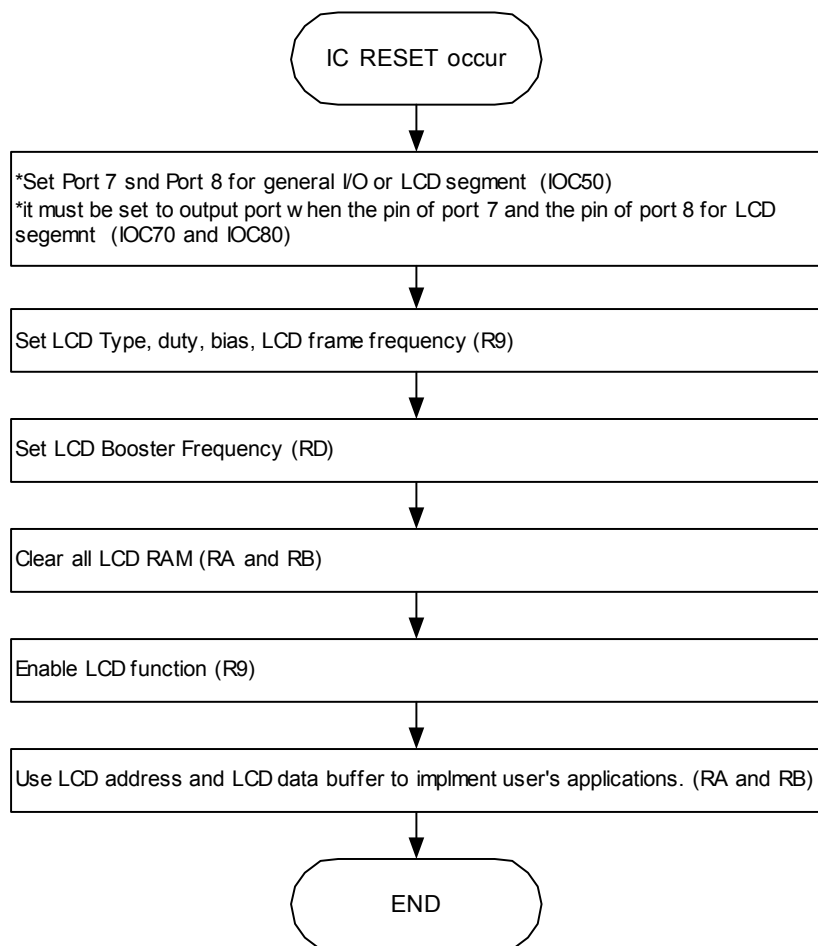 IC RESET occur
*Set Port 7 snd Port 8 for general I/O or LCD segment (IOC50)
*it must be set to output port when the pin of port 7 and the pin of port 8 for LCD
segemnt (IOC70 and IOC80)
Set LCD Type, duty, bias, LCD frame frequency (R9)
Set LCD Booster Frequency (RD)
Clear all LCD RAM (RA and RB)
Enable LCD function (R9)
Use LCD address and LCD data buffer to implment user's applications. (RA and RB)
END